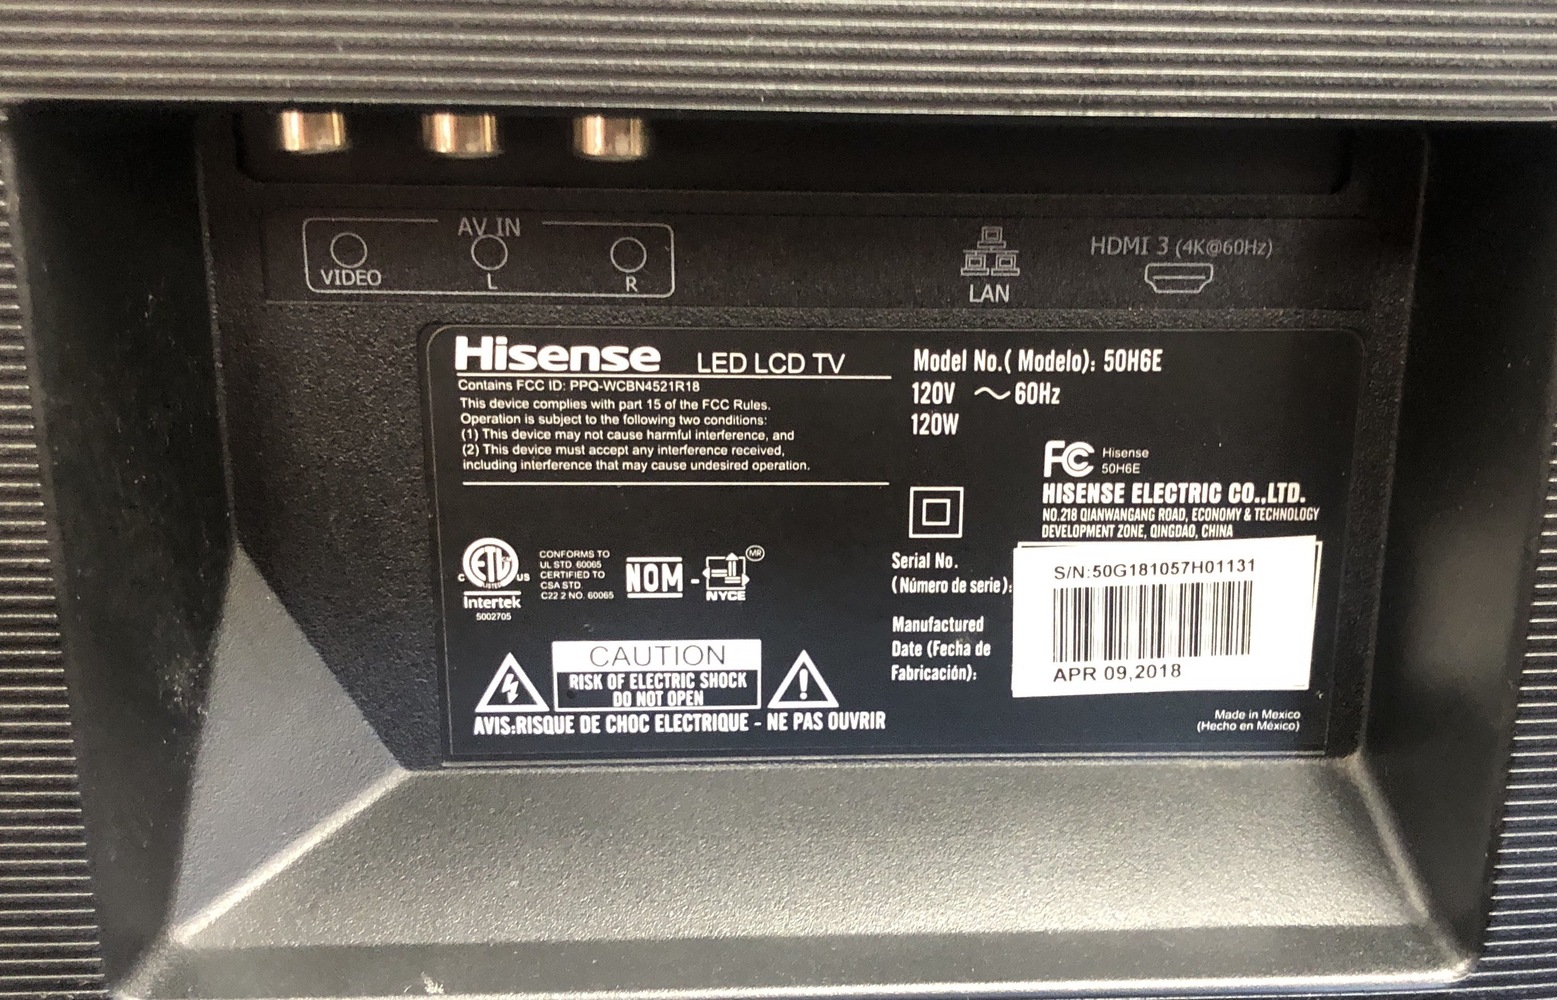 AV IN
VIDEO
L
R
LAN
HDMI 3 (4K@60Hz)
Hisense LED LCD TV
Contains FCC ID: PPQ-WCBN4521R18
This device complies with part 15 of the FCC Rules.
Operation is subject to the following two conditions:
(1) This device may not cause harmful interference, and
(2) This device must accept any interference received,
including interference that may cause undesired operation.
Model No.( Modelo): 50H6E
120V ～ 60Hz
120W
FC
Hisense
50H6E
HISENSE ELECTRIC CO.,LTD.
NO.218 QIANWANGANG ROAD, ECONOMY & TECHNOLOGY
DEVELOPMENT ZONE, QINGDAO, CHINA
ETL
C US
Intertek
5002705
CONFORMS TO
UL STD 60065
CERTIFIED TO
CSA STD.
C22 2 NO. 60065
NOM - NYCE MR
Serial No.
(Número de serie):
S/N:50G181057H01131
Manufactured
Date (Fecha de
Fabricación):
APR 09,2018
CAUTION
RISK OF ELECTRIC SHOCK
DO NOT OPEN
AVIS:RISQUE DE CHOC ELECTRIQUE - NE PAS OUVRIR
Made in Mexico
(Hecho en México)